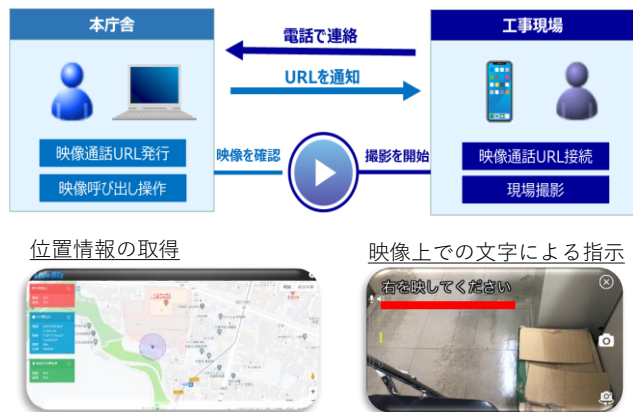 本庁舎
工事現場
電話で連絡
URLを通知
映像通話URL発行
映像呼び出し操作
映像を確認
撮影を開始
映像通話URL接続
現場撮影
位置情報の取得
映像上での文字による指示
右を映してください